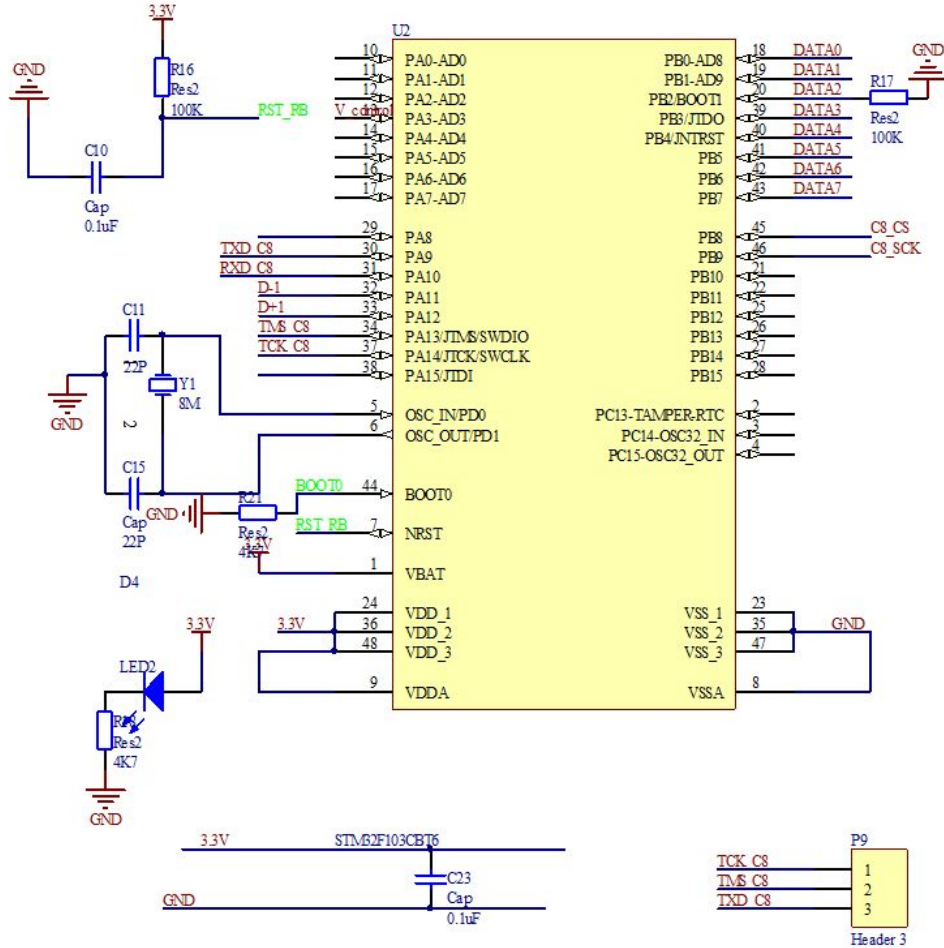 3.3V
GND
R16
Res2
100K
RST_RB
C10
Cap
0.1uF
U2
10 PA0-AD0
11 PA1-AD1
12 PA2-AD2
V_control 13 PA3-AD3
14 PA4-AD4
15 PA5-AD5
16 PA6-AD6
17 PA7-AD7
29 PA8
TXD C8 30 PA9
RXD C8 31 PA10
D-1 32 PA11
D+1 33 PA12
TMS C8 34 PA13/JTMS/SWDIO
TCK C8 37 PA14/JTCK/SWCLK
38 PA15/JTDI
5 OSC_IN/PD0
6 OSC_OUT/PD1
BOOT0 44 BOOT0
RST RB 7 NRST
1 VBAT
24 VDD_1
3.3V 36 VDD_2
48 VDD_3
9 VDDA
PB0-AD8 18 DATA0
PB1-AD9 19 DATA1
PB2/BOOT1 20 DATA2
PB3/JTDO 39 DATA3
PB4/JNTRST 40 DATA4
PB5 41 DATA5
PB6 42 DATA6
PB7 43 DATA7
PB8 45 C8_CS
PB9 46 C8_SCK
PB10 21
PB11 22
PB12 25
PB13 26
PB14 27
PB15 28
PC13-TAMPER-RTC 2
PC14-OSC32_IN 3
PC15-OSC32_OUT 4
VSS_1 23
VSS_2 35 GND
VSS_3 47
VSSA 8
GND
R17
Res2
100K
C11
22P
Y1
8M
2
GND
C15
Cap
22P
GND
R21
Res2
4K7
3.3V
D4
3.3V
LED2
R18
Res2
4K7
GND
3.3V STM32F103CBT6
C23
Cap
0.1uF
GND
P9
TCK C8 1
TMS C8 2
TXD C8 3
Header 3